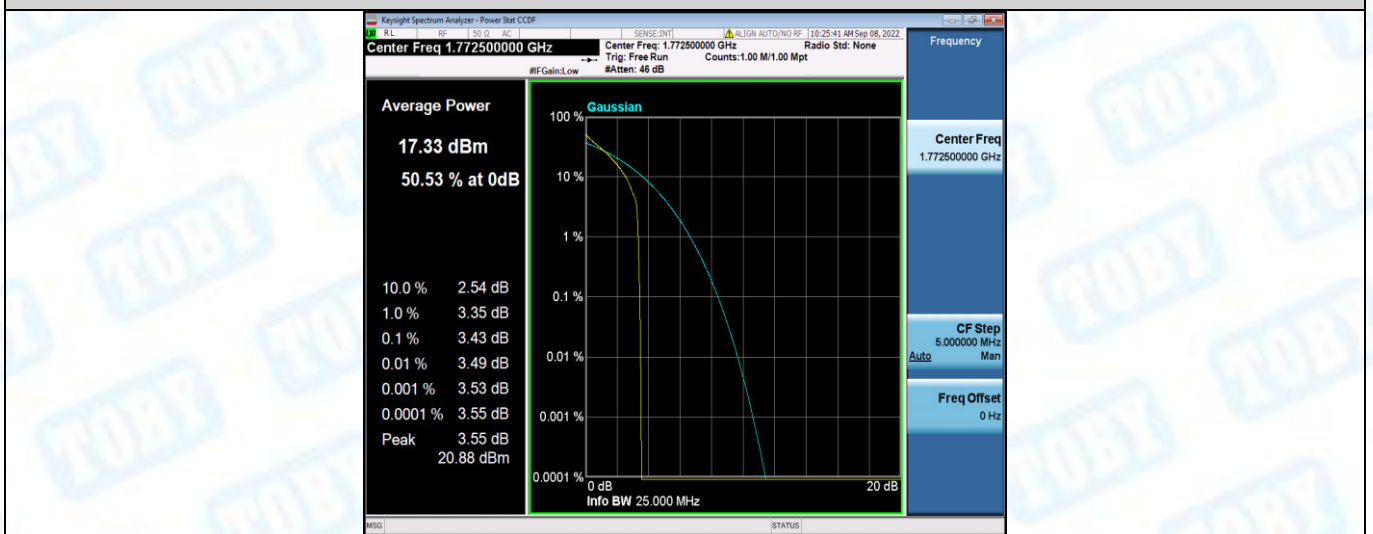 Keysight Spectrum Analyzer - Power Stat CCDF
RL RF 50 Ω AC SENSE:INT ALIGN AUTO/NO RF 10:25:41 AM Sep 08, 2022
Center Freq 1.772500000 GHz
Center Freq: 1.772500000 GHz Radio Std: None
Trig: Free Run Counts:1.00 M/1.00 Mpt
#IFGain:Low #Atten: 46 dB
Frequency
Average Power
17.33 dBm
50.53 % at 0dB
10.0 % 2.54 dB
1.0 % 3.35 dB
0.1 % 3.43 dB
0.01 % 3.49 dB
0.001 % 3.53 dB
0.0001 % 3.55 dB
Peak 3.55 dB
20.88 dBm
Gaussian
100 %
10 %
1 %
0.1 %
0.01 %
0.001 %
0.0001 %
0 dB 20 dB
Info BW 25.000 MHz
Center Freq
1.772500000 GHz
CF Step
5.000000 MHz
Auto Man
Freq Offset
0 Hz
MSG STATUS
TOBY
TOBY
TOBY
TOBY
TOBY
TOBY
TOBY
TOBY